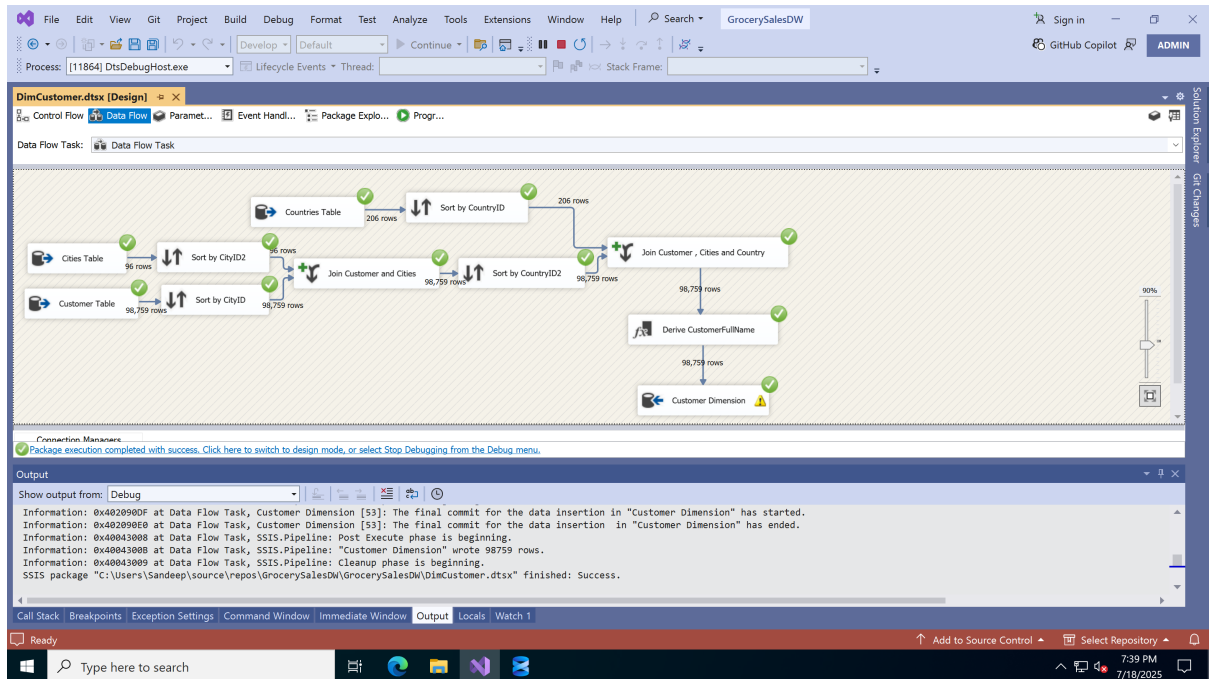 File Edit View Git Project Build Debug Format Test Analyze Tools Extensions Window Help Search GrocerySalesDW Sign in
Develop Default Continue GitHub Copilot ADMIN
Process: [11864] DtsDebugHost.exe Lifecycle Events Thread: Stack Frame:
DimCustomer.dtsx [Design]
Control Flow Data Flow Paramet... Event Handl... Package Explo... Progr...
Data Flow Task: Data Flow Task
Solution Explorer
Git Changes
Countries Table
206 rows
Sort by CountryID
206 rows
Cities Table
96 rows
Sort by CityID2
96 rows
Customer Table
98,759 rows
Sort by CityID
98,759 rows
Join Customer and Cities
98,759 rows
Sort by CountryID2
98,759 rows
Join Customer , Cities and Country
98,759 rows
Derive CustomerFullName
98,759 rows
Customer Dimension
90%
Connection Managers
Package execution completed with success. Click here to switch to design mode, or select Stop Debugging from the Debug menu.
Output
Show output from: Debug
Information: 0x402090DF at Data Flow Task, Customer Dimension [53]: The final commit for the data insertion in "Customer Dimension" has started.
Information: 0x402090E0 at Data Flow Task, Customer Dimension [53]: The final commit for the data insertion  in "Customer Dimension" has ended.
Information: 0x40043008 at Data Flow Task, SSIS.Pipeline: Post Execute phase is beginning.
Information: 0x4004300B at Data Flow Task, SSIS.Pipeline: "Customer Dimension" wrote 98759 rows.
Information: 0x40043009 at Data Flow Task, SSIS.Pipeline: Cleanup phase is beginning.
SSIS package "C:\Users\Sandeep\source\repos\GrocerySalesDW\GrocerySalesDW\DimCustomer.dtsx" finished: Success.
Call Stack Breakpoints Exception Settings Command Window Immediate Window Output Locals Watch 1
Ready Add to Source Control Select Repository
Type here to search
7:39 PM
7/18/2025